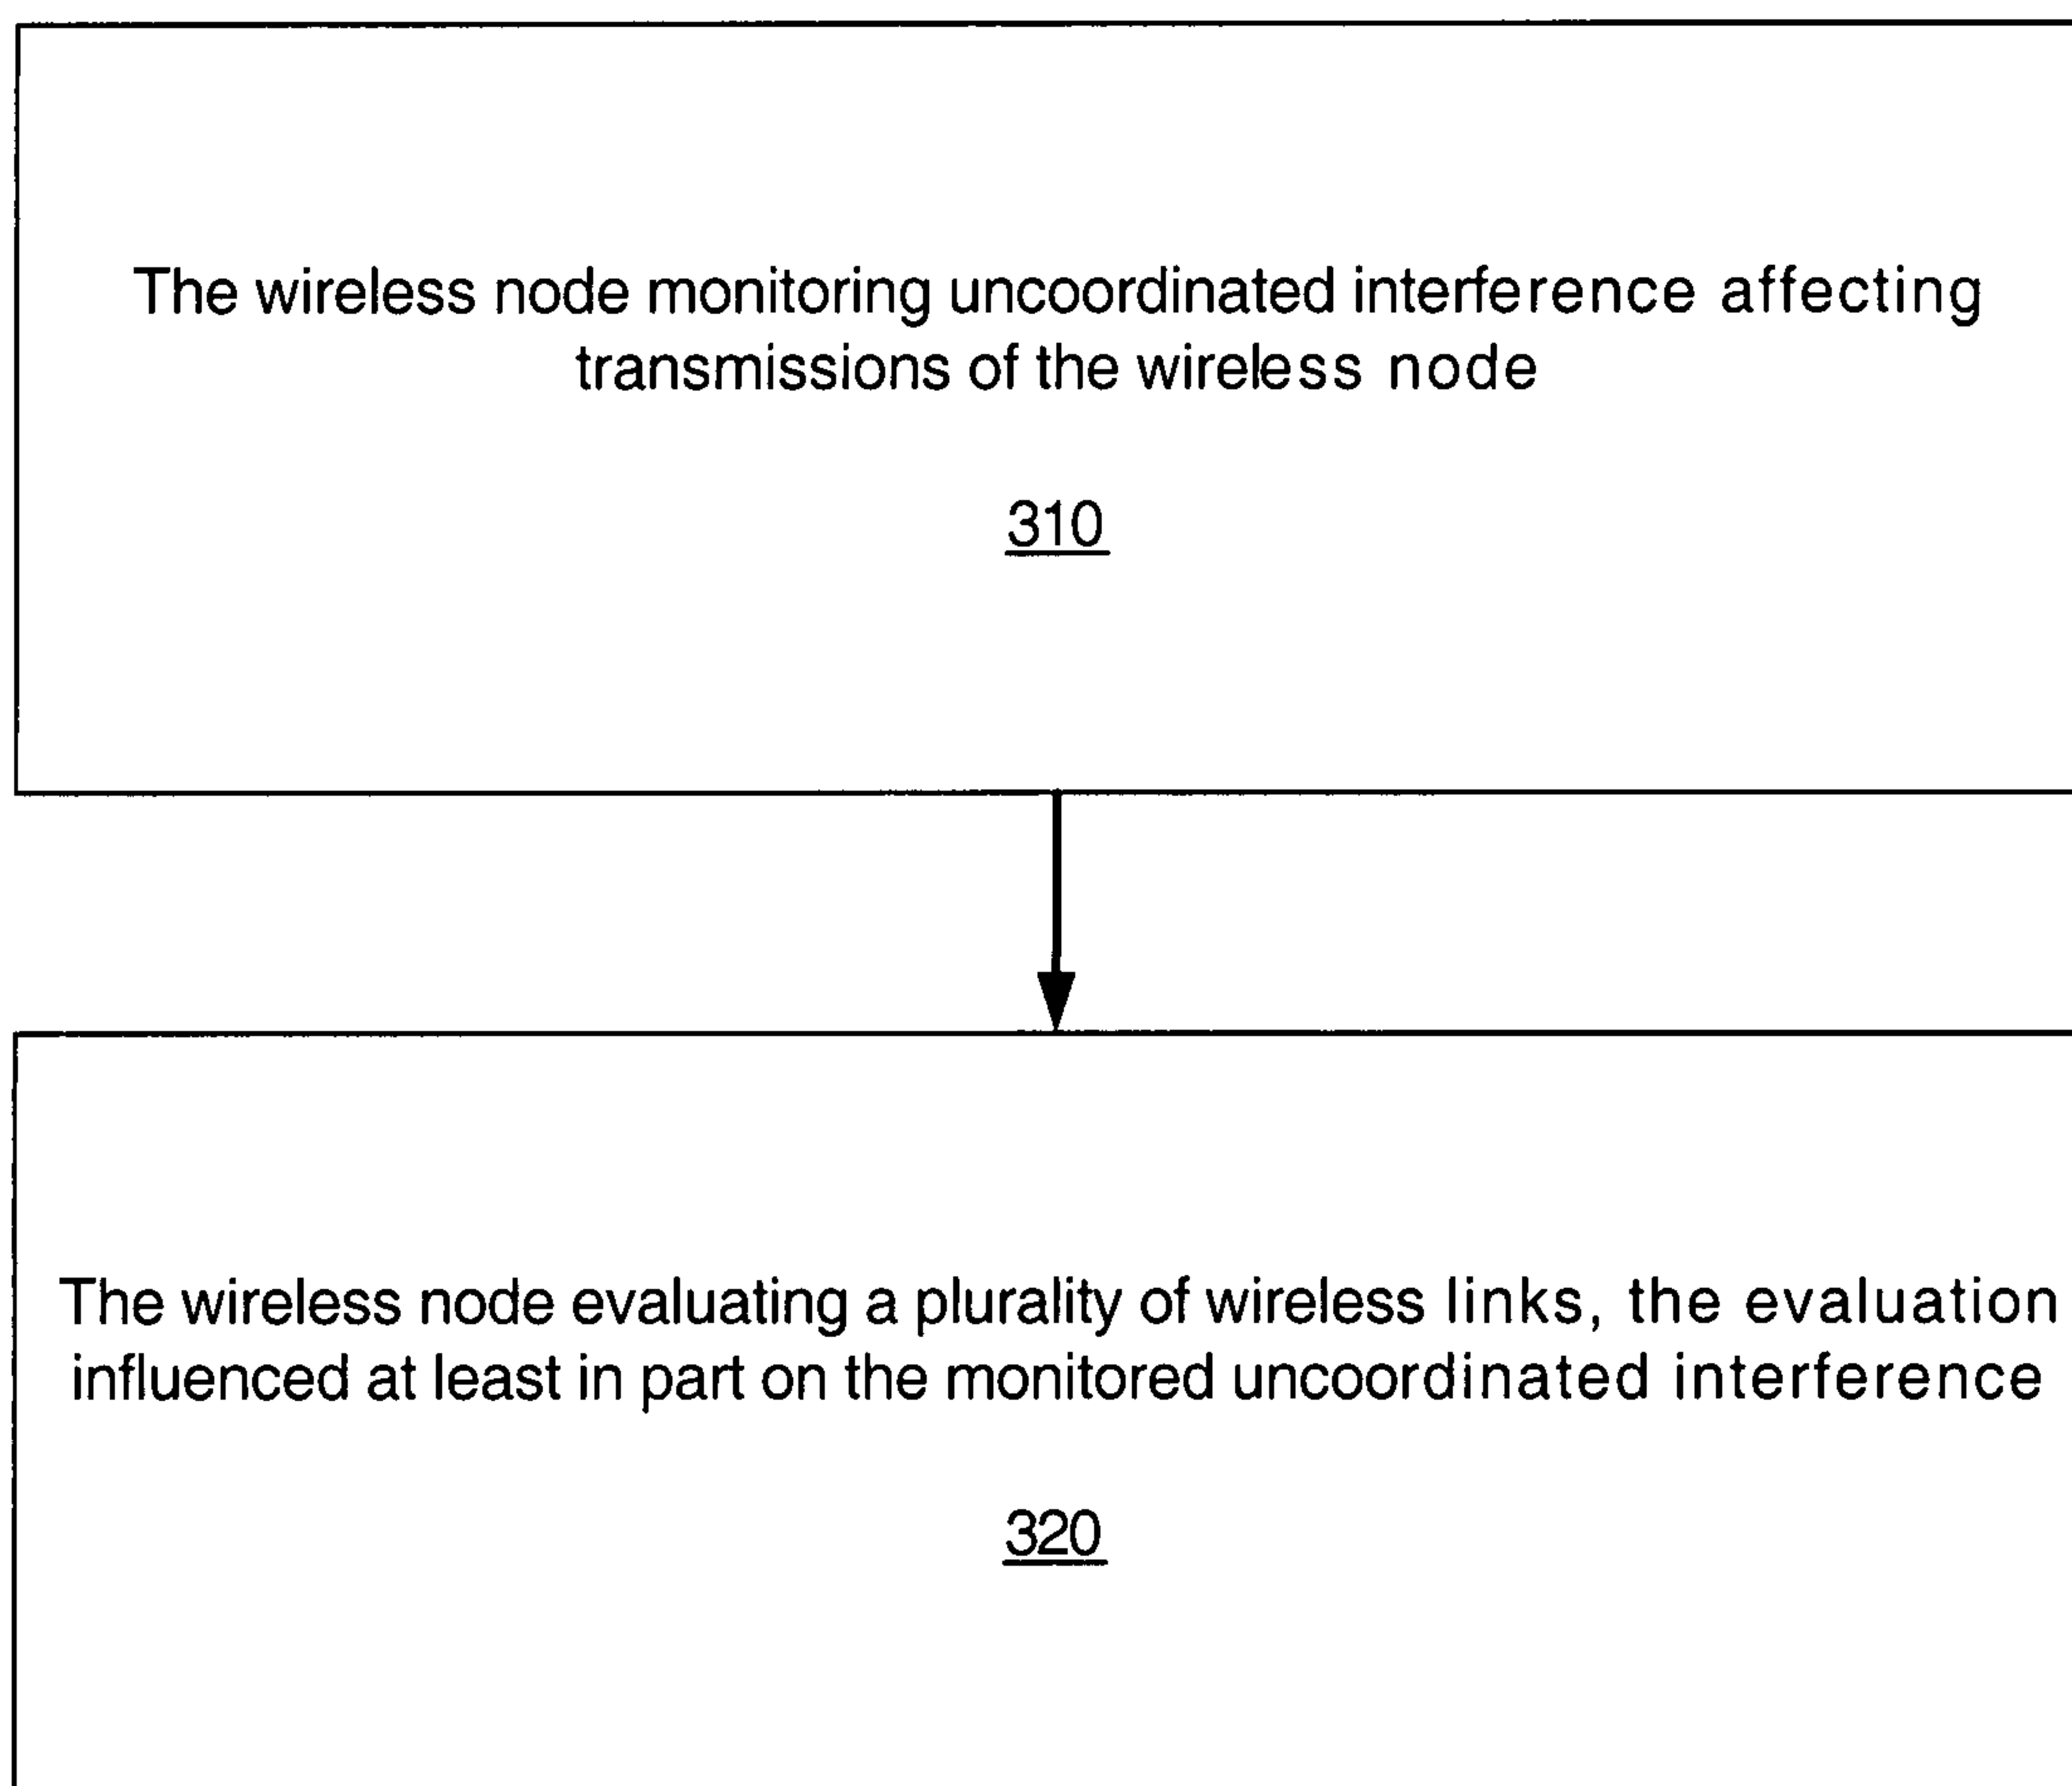 The wireless node monitoring uncoordinated interference affecting
transmissions of the wireless node
310
The wireless node evaluating a plurality of wireless links, the evaluation
influenced at least in part on the monitored uncoordinated interference
320